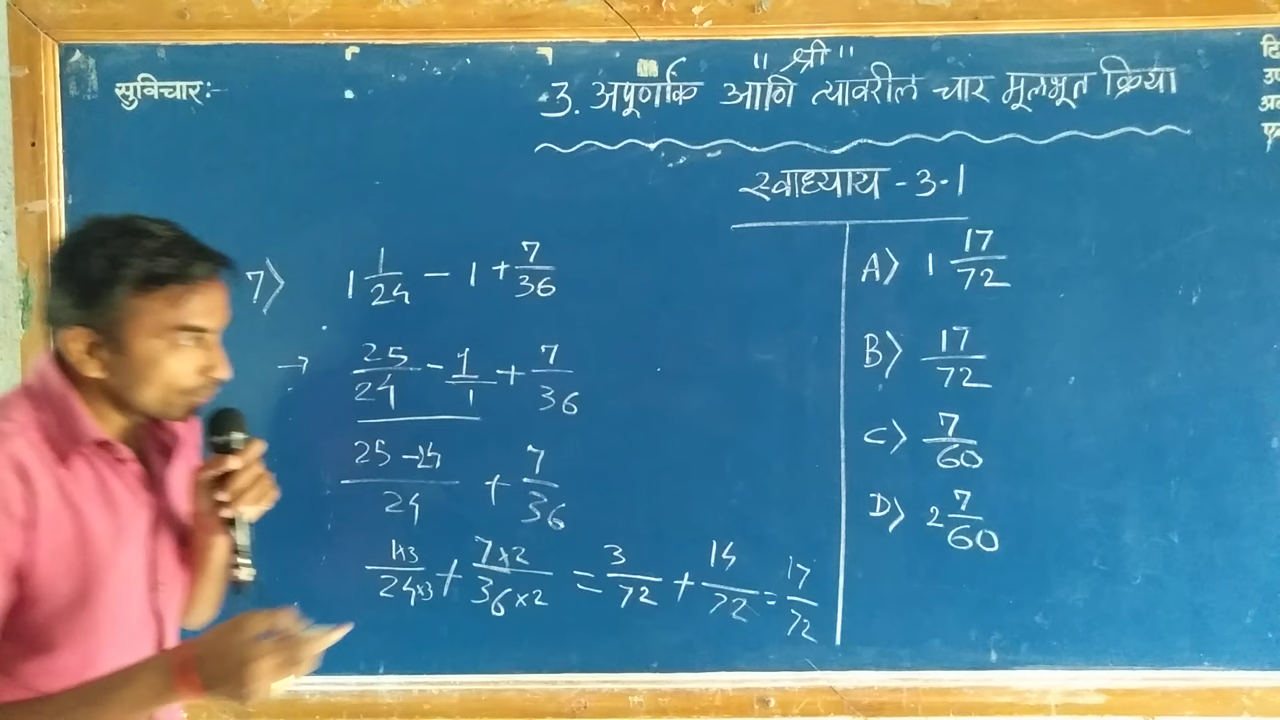 " श्री "
सुविचार:-
3. अपूर्णांक आणि त्यावरील चार मूलभूत क्रिया
स्वाध्याय - 3.1
7) 1 1/24 - 1 + 7/36
→ 25/24 - 1/1 + 7/36
25-24/24 + 7/36
1×3/24×3 + 7×2/36×2 = 3/72 + 14/72 = 17/72
A) 1 17/72
B) 17/72
C) 7/60
D) 2 7/60